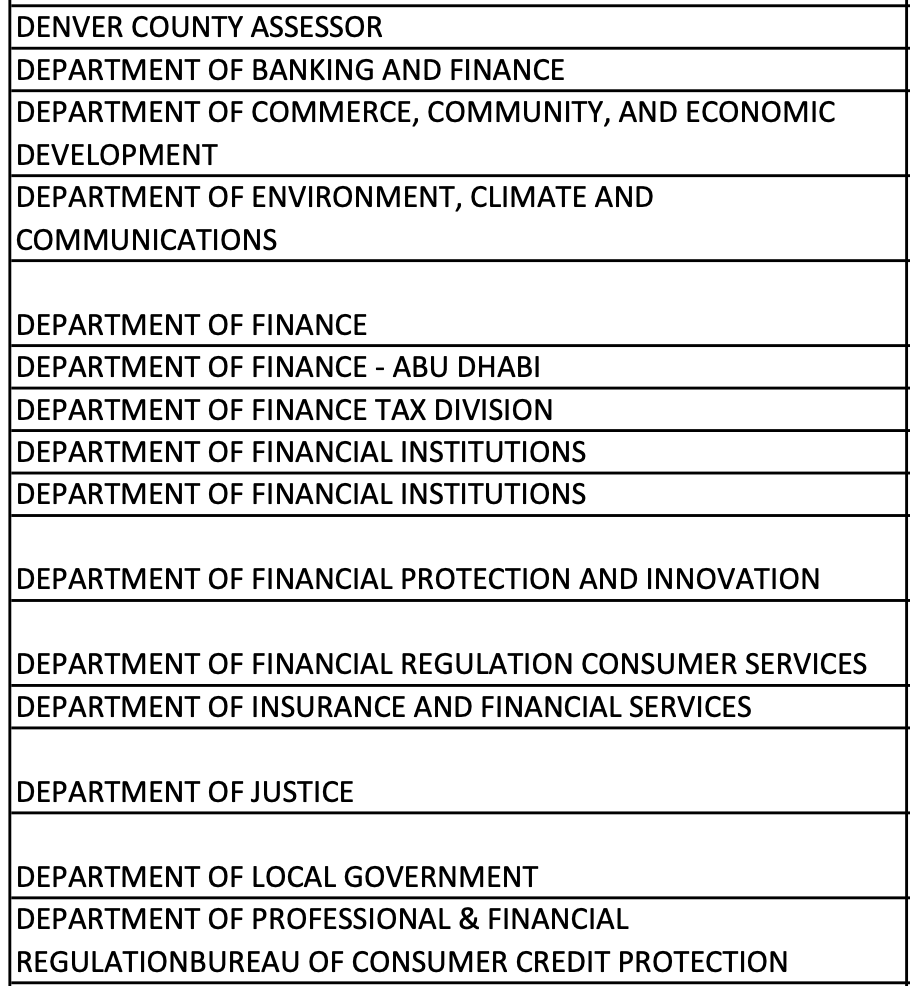 DENVER COUNTY ASSESSOR
DEPARTMENT OF BANKING AND FINANCE
DEPARTMENT OF COMMERCE, COMMUNITY, AND ECONOMIC
DEVELOPMENT
DEPARTMENT OF ENVIRONMENT, CLIMATE AND
COMMUNICATIONS
DEPARTMENT OF FINANCE
DEPARTMENT OF FINANCE - ABU DHABI
DEPARTMENT OF FINANCE TAX DIVISION
DEPARTMENT OF FINANCIAL INSTITUTIONS
DEPARTMENT OF FINANCIAL INSTITUTIONS
DEPARTMENT OF FINANCIAL PROTECTION AND INNOVATION
DEPARTMENT OF FINANCIAL REGULATION CONSUMER SERVICES
DEPARTMENT OF INSURANCE AND FINANCIAL SERVICES
DEPARTMENT OF JUSTICE
DEPARTMENT OF LOCAL GOVERNMENT
DEPARTMENT OF PROFESSIONAL & FINANCIAL
REGULATIONBUREAU OF CONSUMER CREDIT PROTECTION